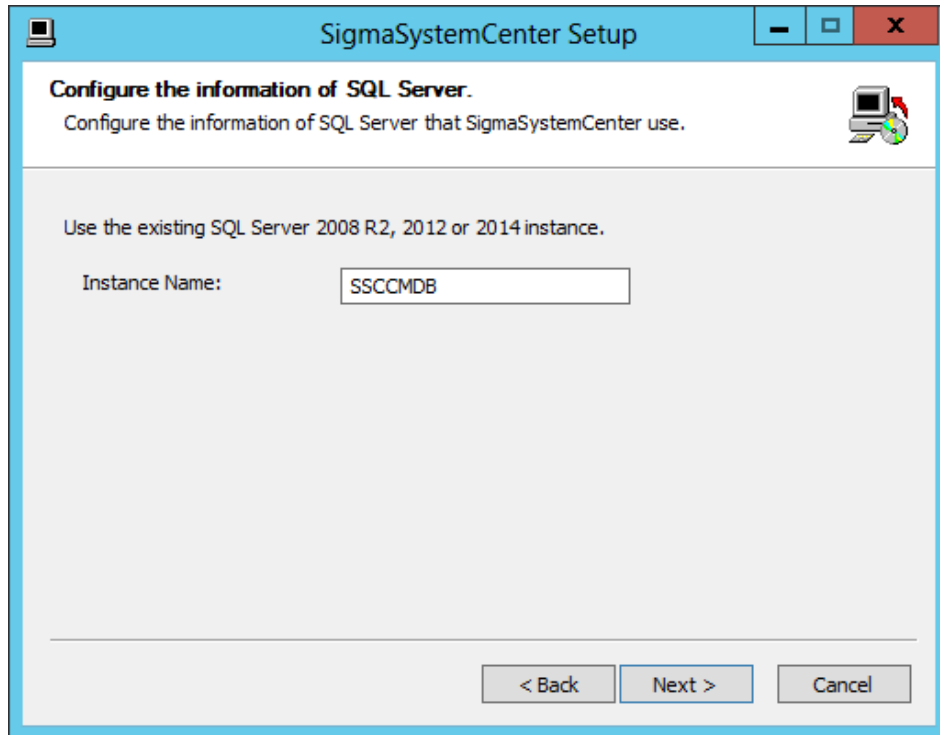 SigmaSystemCenter Setup
Configure the information of SQL Server.
Configure the information of SQL Server that SigmaSystemCenter use.
Use the existing SQL Server 2008 R2, 2012 or 2014 instance.
Instance Name: SSCCMDB
< Back Next > Cancel